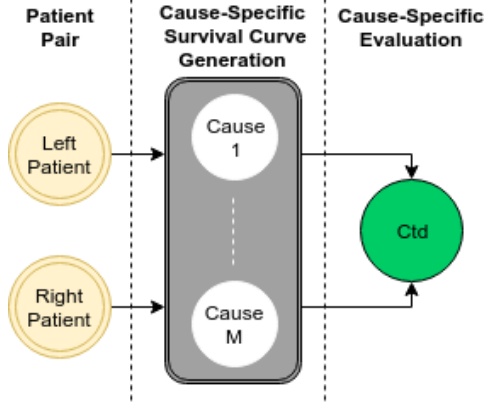 Patient
Pair
Cause-Specific
Survival Curve
Generation
Cause-Specific
Evaluation
Left
Patient
Cause
1
Ctd
Right
Patient
Cause
M